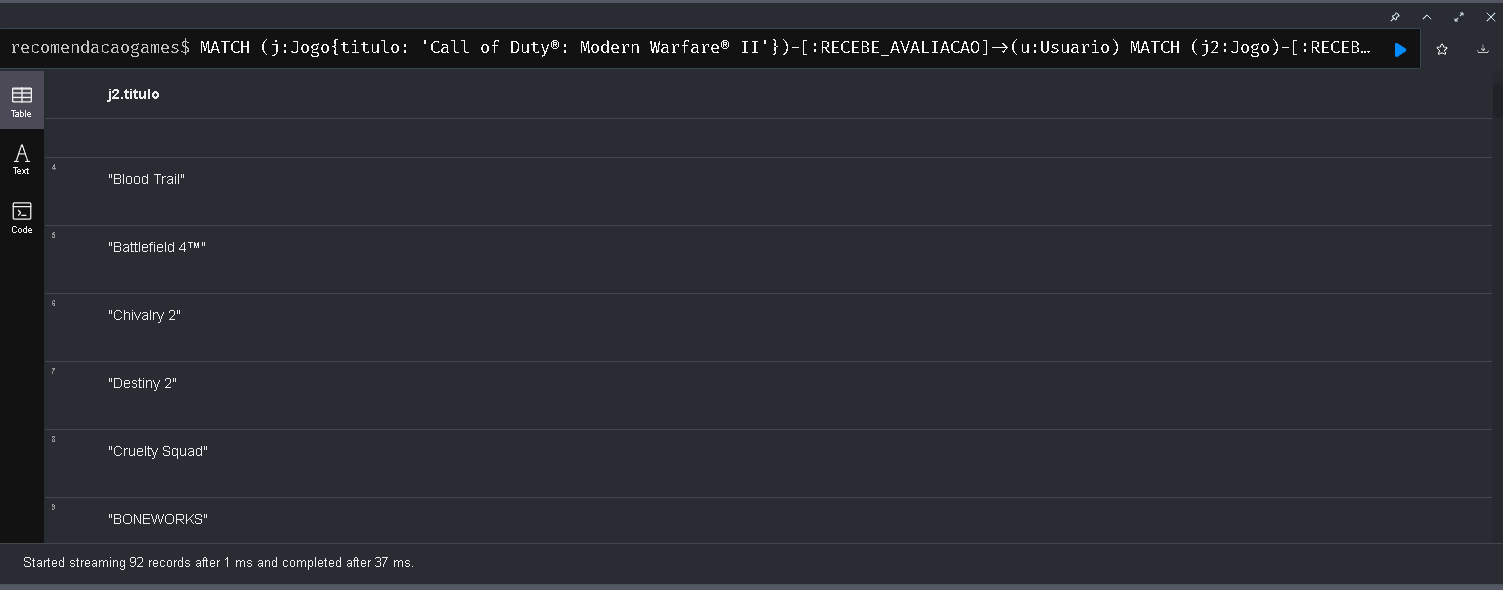 recomendacaogames$ MATCH (j:Jogo{titulo: 'Call of Duty®: Modern Warfare® II'})-[:RECEBE_AVALIACAO]→(u:Usuario) MATCH (j2:Jogo)-[:RECEB…
Table
j2.titulo
Text
Code
4
"Blood Trail"
5
"Battlefield 4™"
6
"Chivalry 2"
7
"Destiny 2"
8
"Cruelty Squad"
9
"BONEWORKS"
Started streaming 92 records after 1 ms and completed after 37 ms.